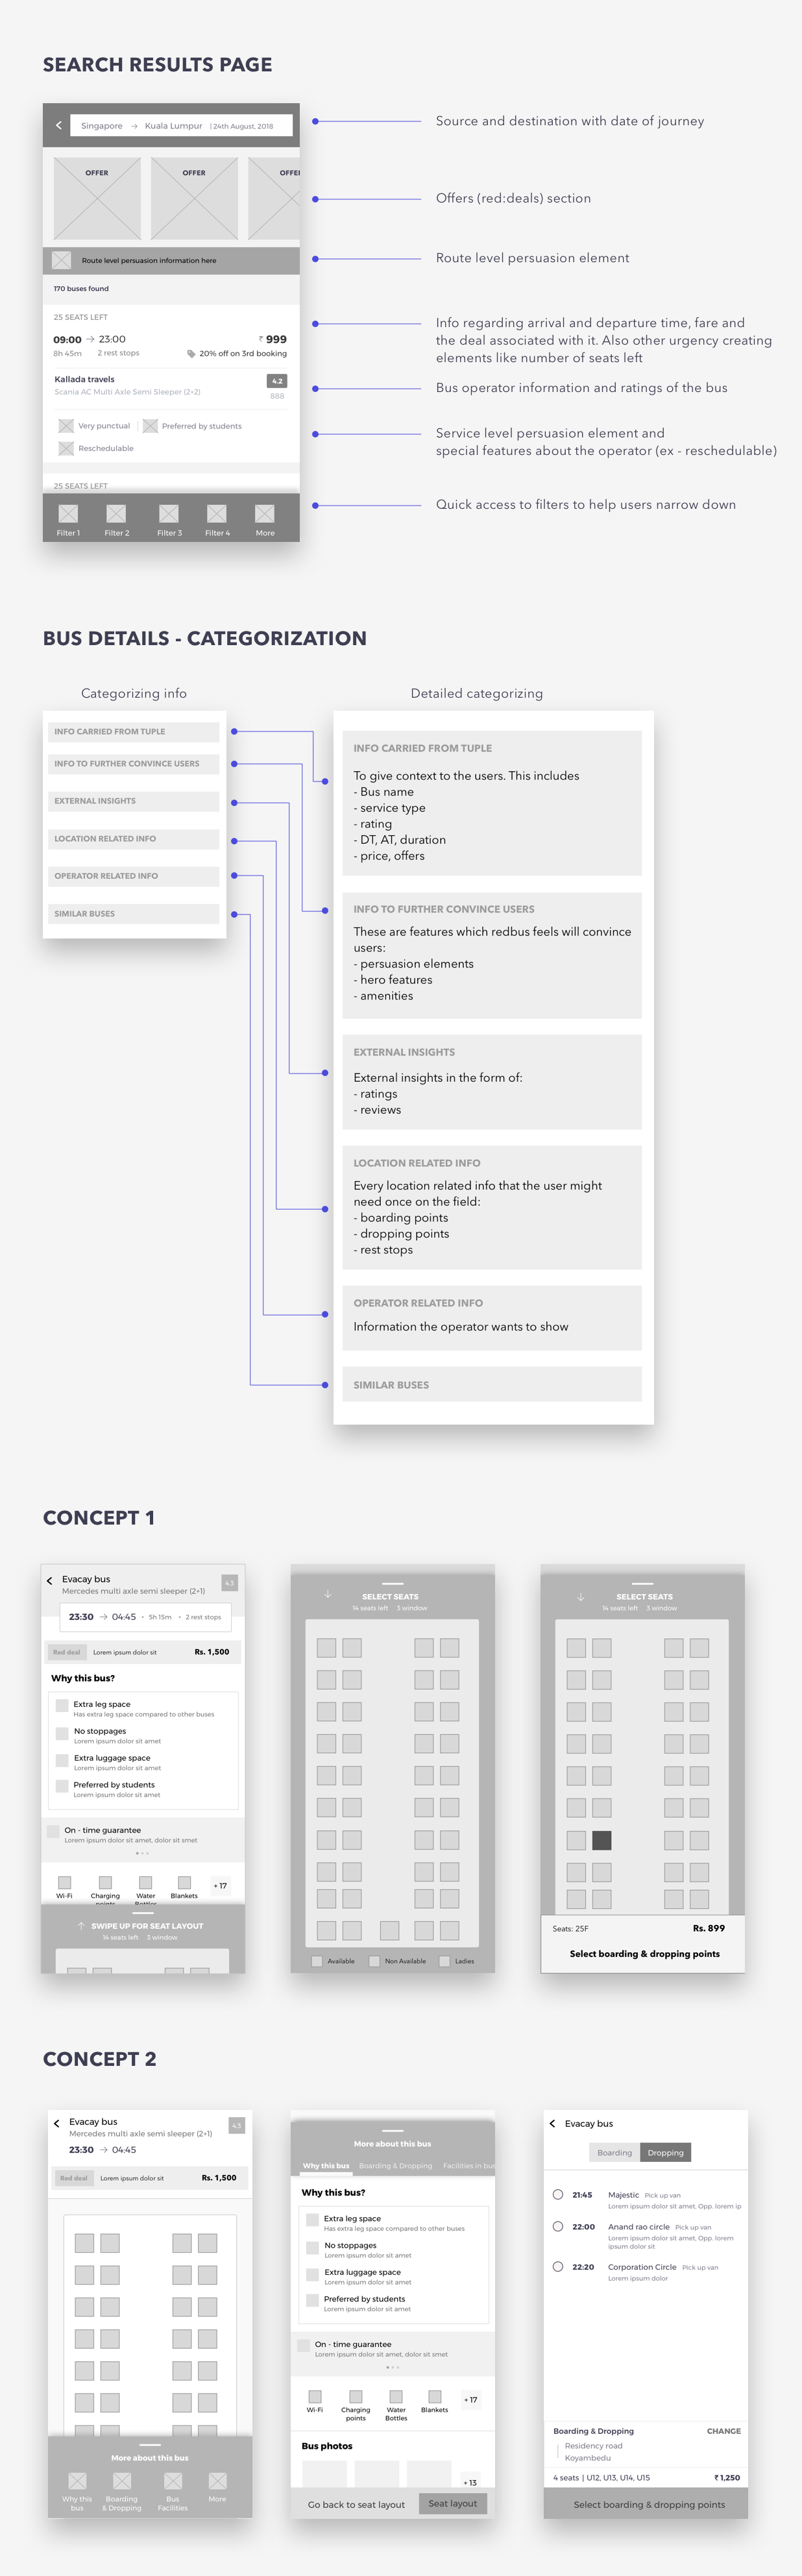 SEARCH RESULTS PAGE
Singapore → Kuala Lumpur | 24th August, 2018
Source and destination with date of journey
OFFER OFFER OFFE
Offers (red:deals) section
Route level persuasion information here
Route level persuasion element
170 buses found
25 SEATS LEFT
09:00 → 23:00 ₹ 999
8h 45m 2 rest stops 20% off on 3rd booking
Info regarding arrival and departure time, fare and
the deal associated with it. Also other urgency creating
elements like number of seats left
Kallada travels 4.2
Scania AC Multi Axle Semi Sleeper (2+2) 888
Bus operator information and ratings of the bus
Very punctual Preferred by students
Reschedulable
Service level persuasion element and
special features about the operator (ex - reschedulable)
25 SEATS LEFT
Filter 1 Filter 2 Filter 3 Filter 4 More
Quick access to filters to help users narrow down
BUS DETAILS - CATEGORIZATION
Categorizing info
INFO CARRIED FROM TUPLE
INFO TO FURTHER CONVINCE USERS
EXTERNAL INSIGHTS
LOCATION RELATED INFO
OPERATOR RELATED INFO
SIMILAR BUSES
Detailed categorizing
INFO CARRIED FROM TUPLE
To give context to the users. This includes
- Bus name
- service type
- rating
- DT, AT, duration
- price, offers
INFO TO FURTHER CONVINCE USERS
These are features which redbus feels will convince
users:
- persuasion elements
- hero features
- amenities
EXTERNAL INSIGHTS
External insights in the form of:
- ratings
- reviews
LOCATION RELATED INFO
Every location related info that the user might
need once on the field:
- boarding points
- dropping points
- rest stops
OPERATOR RELATED INFO
Information the operator wants to show
SIMILAR BUSES
CONCEPT 1
Evacay bus 4.3
Mercedes multi axle semi sleeper (2+1)
23:30 → 04:45 • 5h 15m • 2 rest stops
Red deal Lorem ipsum dolor sit Rs. 1,500
Why this bus?
Extra leg space
Has extra leg space compared to other buses
No stoppages
Lorem ipsum dolor sit amet
Extra luggage space
Lorem ipsum dolor sit amet
Preferred by students
Lorem ipsum dolor sit amet
On - time guarantee
Lorem ipsum dolor sit amet, dolor sit smet
Wi-Fi Charging points Water Bottles Blankets + 17
↑ SWIPE UP FOR SEAT LAYOUT
14 seats left 3 window
↓ SELECT SEATS
14 seats left 3 window
Available Non Available Ladies
↓ SELECT SEATS
14 seats left 3 window
Seats: 25F Rs. 899
Select boarding & dropping points
CONCEPT 2
Evacay bus 4.3
Mercedes multi axle semi sleeper (2+1)
23:30 → 04:45
Red deal Lorem ipsum dolor sit Rs. 1,500
More about this bus
Why this Boarding Bus More
bus & Dropping Facilities
More about this bus
Why this bus Boarding & Dropping Facilities in bus
Why this bus?
Extra leg space
Has extra leg space compared to other buses
No stoppages
Lorem ipsum dolor sit amet
Extra luggage space
Lorem ipsum dolor sit amet
Preferred by students
Lorem ipsum dolor sit amet
On - time guarantee
Lorem ipsum dolor sit amet, dolor sit smet
Wi-Fi Charging Water Blankets + 17
points Bottles
Bus photos
+ 13
Go back to seat layout Seat layout
Evacay bus
Boarding Dropping
21:45 Majestic Pick up van
Lorem ipsum dolor sit amet, Opp. lorem ip
22:00 Anand rao circle Pick up van
Lorem ipsum dolor sit amet, Opp. lorem
ipsum dolor sit
22:20 Corporation Circle Pick up van
Lorem ipsum dolor
Boarding & Dropping CHANGE
Residency road
Koyambedu
4 seats | U12, U13, U14, U15 ₹ 1,250
Select boarding & dropping points